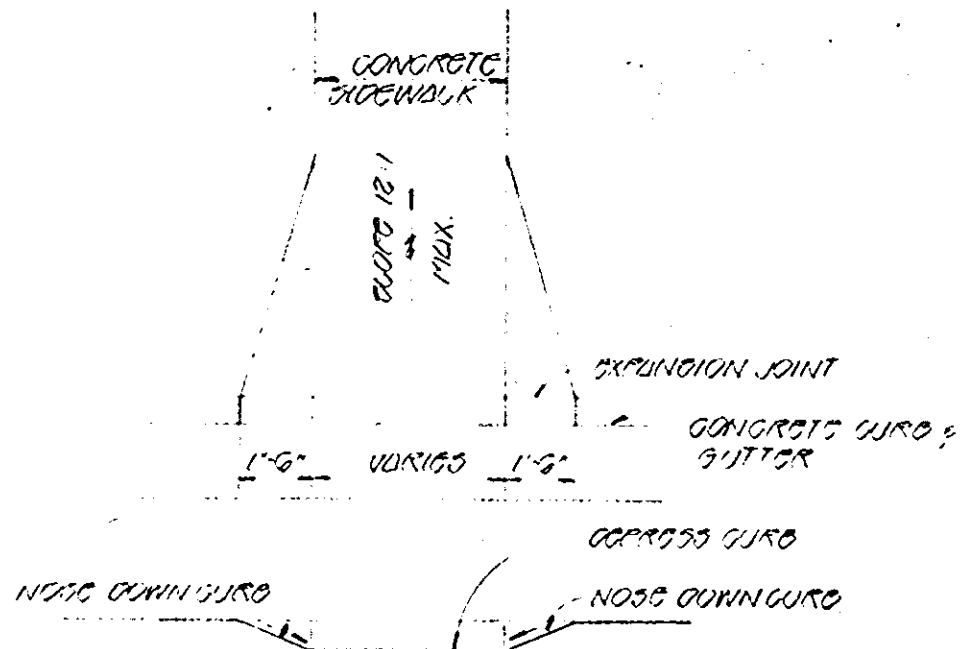 CONCRETE
SIDEWALK
SLOPE 12:1
MAX.
EXPANSION JOINT
CONCRETE CURB &
GUTTER
1'-6" VARIES 1'-6"
DEPRESS CURB
NOSE DOWN CURB
NOSE DOWN CURB